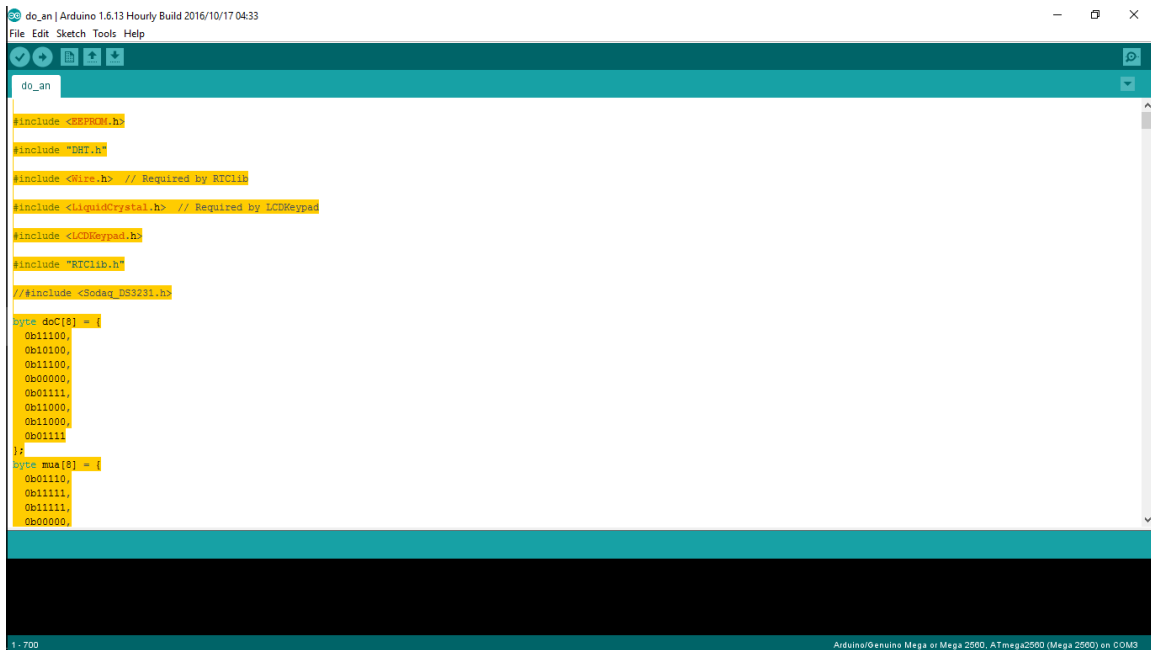 do_an | Arduino 1.6.13 Hourly Build 2016/10/17 04:33
File Edit Sketch Tools Help
do_an
#include <EEPROM.h>
#include "DHT.h"
#include <Wire.h>  // Required by RTClib
#include <LiquidCrystal.h>  // Required by LCDKeypad
#include <LCDKeypad.h>
#include "RTClib.h"
//#include <Sodaq_DS3231.h>
byte doC[8] = {
  0b11100,
  0b10100,
  0b11100,
  0b00000,
  0b01111,
  0b11000,
  0b11000,
  0b01111
};
byte mua[8] = {
  0b01110,
  0b11111,
  0b11111,
  0b00000,
1 - 700
Arduino/Genuino Mega or Mega 2560, ATmega2560 (Mega 2560) on COM3